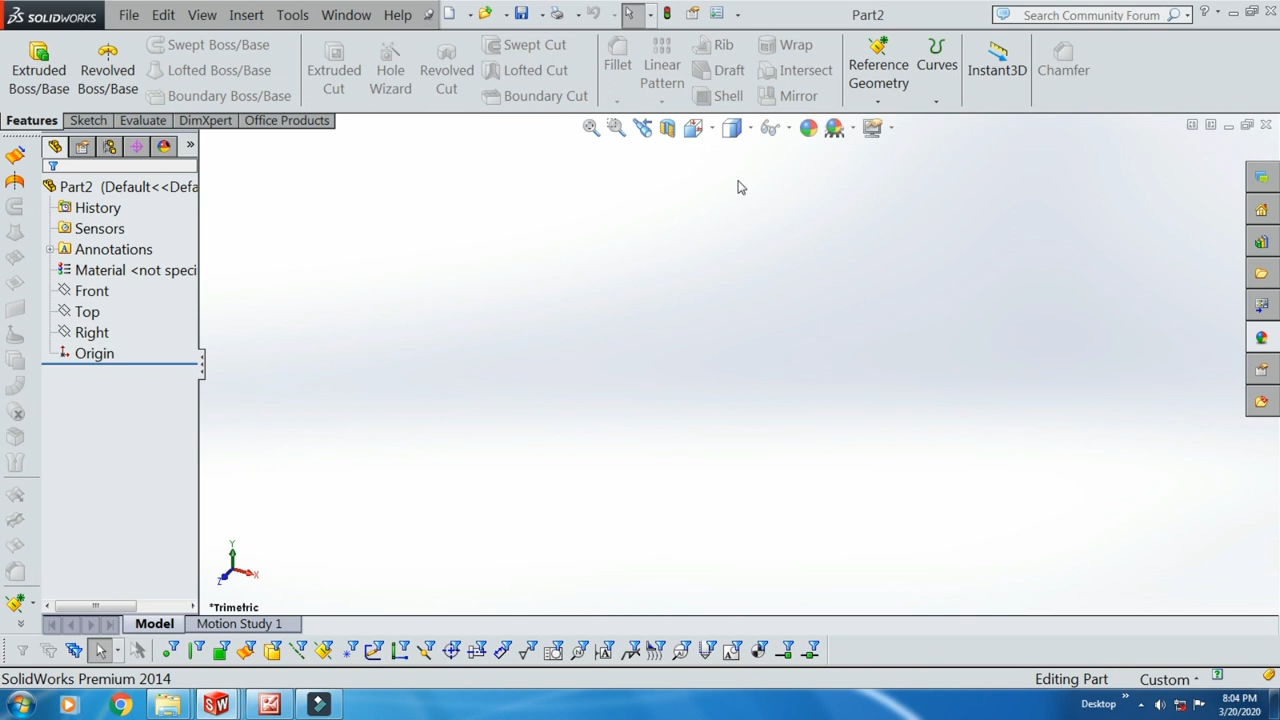 SOLIDWORKS File Edit View Insert Tools Window Help Part2 Search Community Forum
Extruded Boss/Base
Revolved Boss/Base
Swept Boss/Base
Lofted Boss/Base
Boundary Boss/Base
Extruded Cut
Hole Wizard
Revolved Cut
Swept Cut
Lofted Cut
Boundary Cut
Fillet
Linear Pattern
Rib
Draft
Shell
Wrap
Intersect
Mirror
Reference Geometry
Curves
Instant3D
Chamfer
Features Sketch Evaluate DimXpert Office Products
Part2 (Default<<Defa
History
Sensors
Annotations
Material <not speci
Front
Top
Right
Origin
Y
Z X
*Trimetric
Model Motion Study 1
SolidWorks Premium 2014 Editing Part Custom
Desktop 8:04 PM
3/20/2020